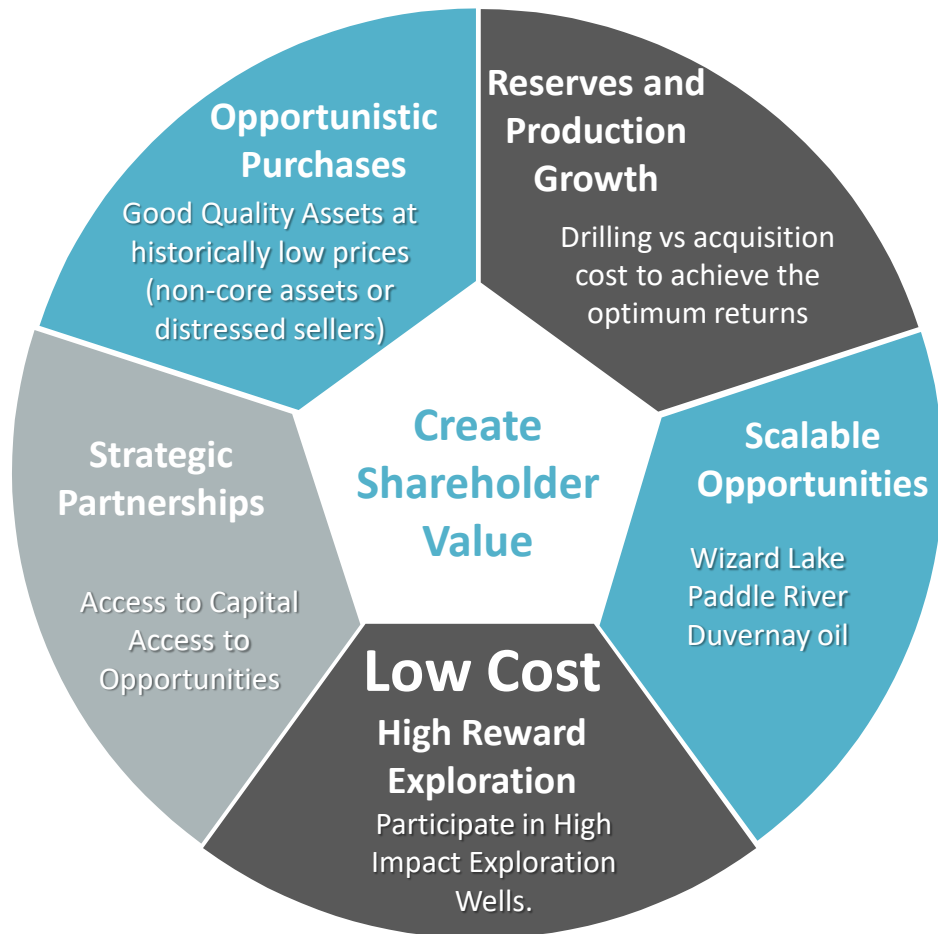 Opportunistic
Purchases
Good Quality Assets at
historically low prices
(non-core assets or
distressed sellers)
Reserves and
Production
Growth
Drilling vs acquisition
cost to achieve the
optimum returns
Scalable
Opportunities
Wizard Lake
Paddle River
Duvernay oil
Low Cost
High Reward
Exploration
Participate in High
Impact Exploration
Wells.
Strategic
Partnerships
Access to Capital
Access to
Opportunities
Create
Shareholder
Value